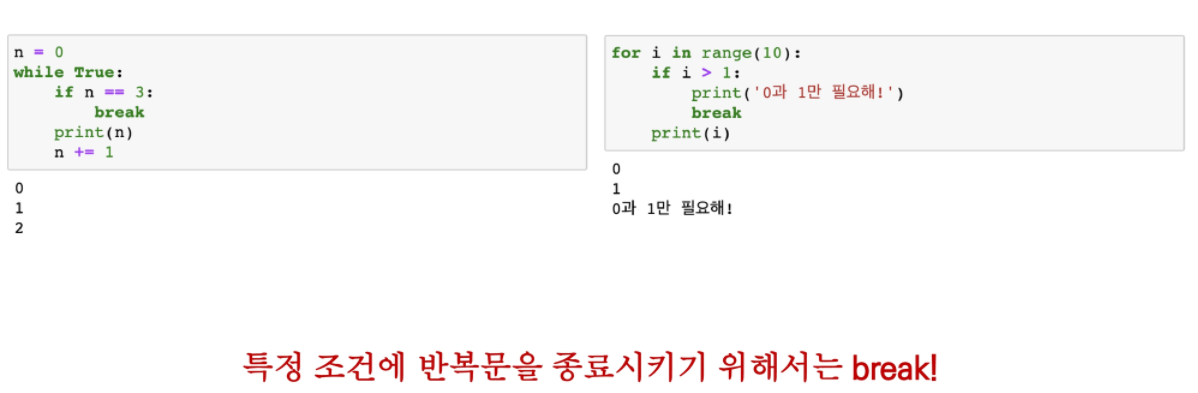 n = 0
while True:
    if n == 3:
        break
    print(n)
    n += 1
0
1
2
for i in range(10):
    if i > 1:
        print('0과 1만 필요해!')
        break
    print(i)
0
1
0과 1만 필요해!
특정 조건에 반복문을 종료시키기 위해서는 break!